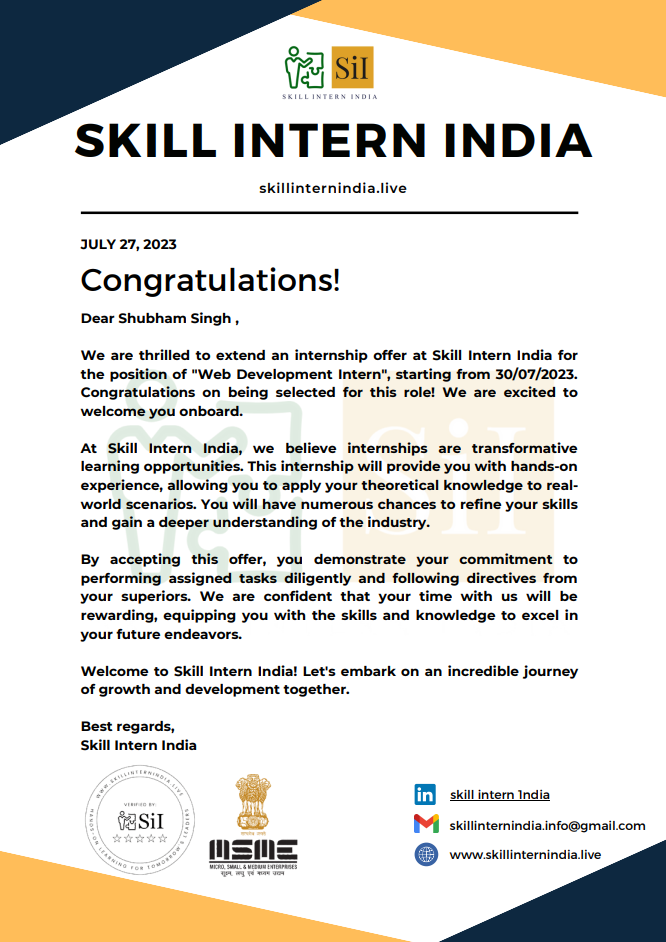 SiI
SKILL INTERN INDIA
SKILL INTERN INDIA
skillinternindia.live
JULY 27, 2023
Congratulations!
Dear Shubham Singh ,
We are thrilled to extend an internship offer at Skill Intern India for
the position of "Web Development Intern", starting from 30/07/2023.
Congratulations on being selected for this role! We are excited to
welcome you onboard.
At Skill Intern India, we believe internships are transformative
learning opportunities. This internship will provide you with hands-on
experience, allowing you to apply your theoretical knowledge to real-
world scenarios. You will have numerous chances to refine your skills
and gain a deeper understanding of the industry.
SiI
By accepting this offer, you demonstrate your commitment to
performing assigned tasks diligently and following directives from
your superiors. We are confident that your time with us will be
rewarding, equipping you with the skills and knowledge to excel in
your future endeavors.
Welcome to Skill Intern India! Let's embark on an incredible journey
of growth and development together.
Best regards,
Skill Intern India
WWW.SKILLINTERNINDIA.LIVE
VERIFIED BY:
SiI
HANDS-ON LEARNING FOR TOMORROW'S LEADERS
सत्यमेव जयते
MSME
MICRO, SMALL & MEDIUM ENTERPRISES
सूक्ष्म, लघु एवं मध्यम उद्यम
in
skill intern 1ndia
skillinternindia.info@gmail.com
www.skillinternindia.live